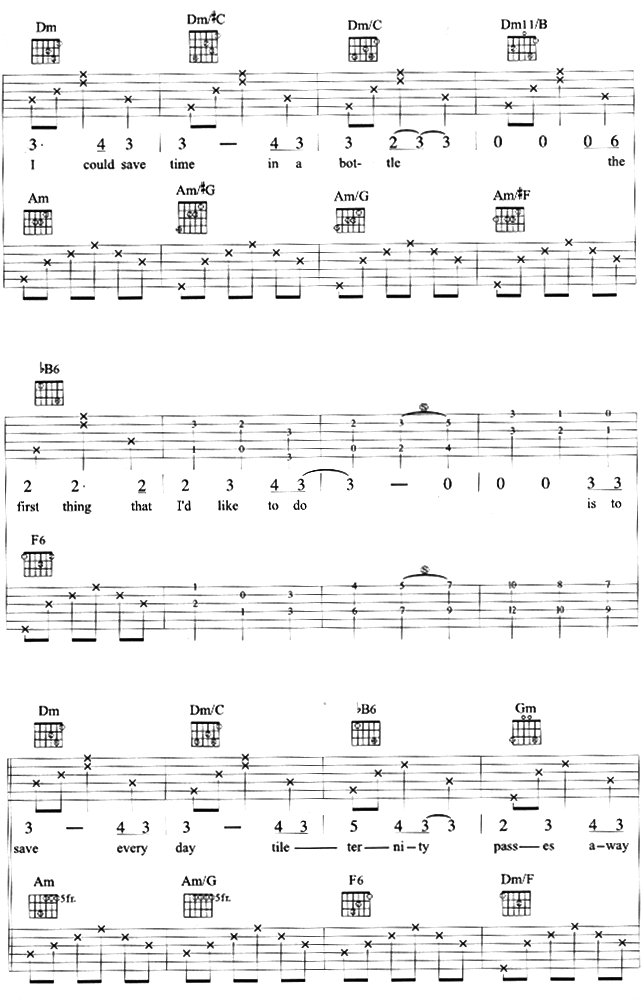 Dm Dm/♯C Dm/C Dm11/B
3· 4 3 3 — 4 3 3 2 3 3 0 0 0 6
I could save time in a bot- tle the
Am Am/♯G Am/G Am/♯F
♭B6
S
3 2 3 2 3 5 3 1 0
1 0 3 0 2 4 3 2 1
2 2· 2 2 3 4 3 3 — 0 0 0 3 3
first thing that I'd like to do is to
F6
S
1 0 3 4 5 7 10 8 7
2 1 3 6 7 9 12 10 9
Dm Dm/C ♭B6 Gm
3 — 4 3 3 — 4 3 5 4 3 3 2 3 4 3
save every day tile — ter — ni – ty pass — es a – way
Am 5fr. Am/G 5fr. F6 Dm/F